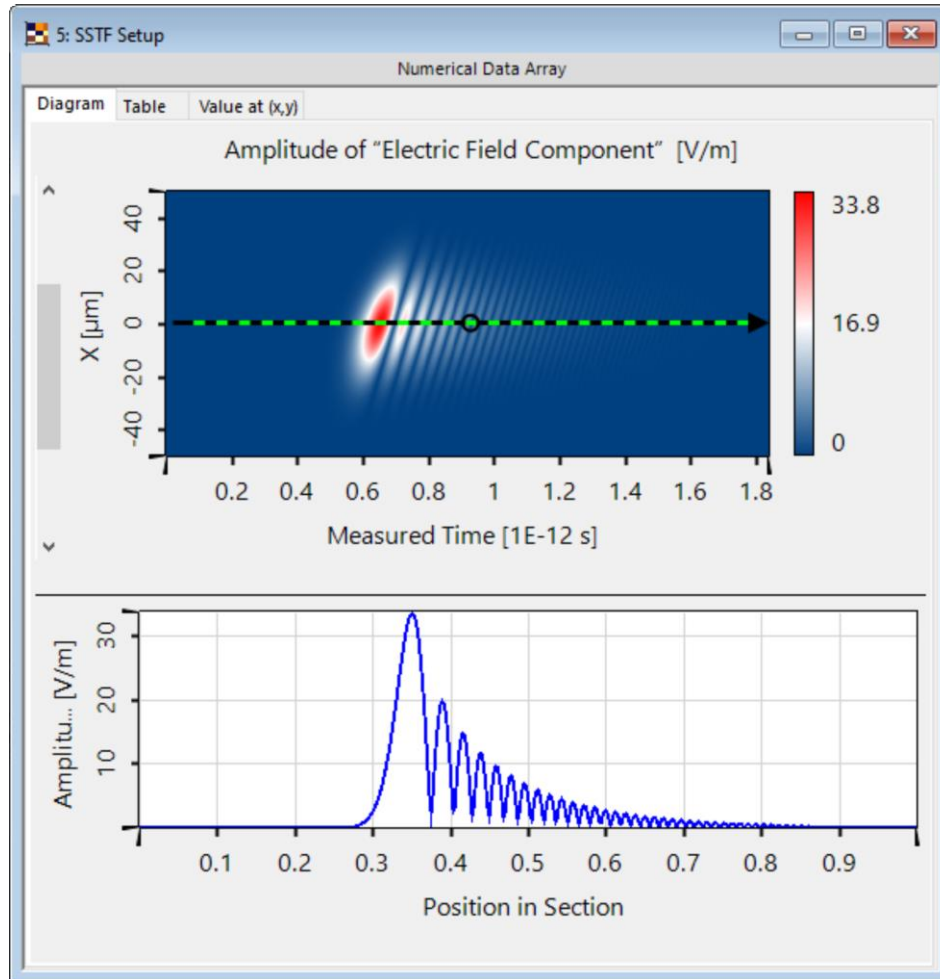 5: SSTF Setup
Numerical Data Array
Diagram Table Value at (x,y)
Amplitude of “Electric Field Component” [V/m]
X [µm]
40
20
0
-20
-40
33.8
16.9
0
0.2 0.4 0.6 0.8 1 1.2 1.4 1.6 1.8
Measured Time [1E-12 s]
Amplitu... [V/m]
30
20
10
0.1 0.2 0.3 0.4 0.5 0.6 0.7 0.8 0.9
Position in Section